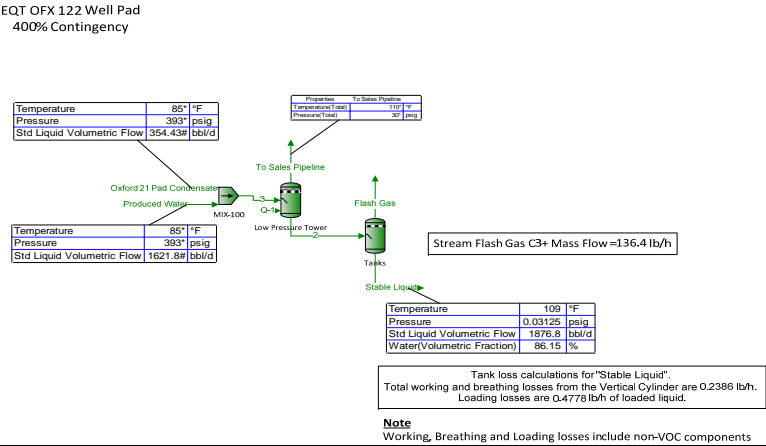 EQT OFX 122 Well Pad
400% Contingency
Properties To Sales Pipeline
Temperature(Total) 110* °F
Pressure(Total) 30* psig
Temperature 85* °F
Pressure 393* psig
Std Liquid Volumetric Flow 354.43# bbl/d
To Sales Pipeline
Oxford 21 Pad Condensate
Produced Water
MIX-100
3
Q-1
Low Pressure Tower
2
Flash Gas
Tanks
Temperature 85* °F
Pressure 393* psig
Std Liquid Volumetric Flow 1621.8# bbl/d
Stream Flash Gas C3+ Mass Flow =136.4 lb/h
Stable Liquid
Temperature 109 °F
Pressure 0.03125 psig
Std Liquid Volumetric Flow 1876.8 bbl/d
Water(Volumetric Fraction) 86.15 %
Tank loss calculations for "Stable Liquid".
Total working and breathing losses from the Vertical Cylinder are 0.2386 lb/h.
Loading losses are 0.4778 lb/h of loaded liquid.
Note
Working, Breathing and Loading losses include non-VOC components